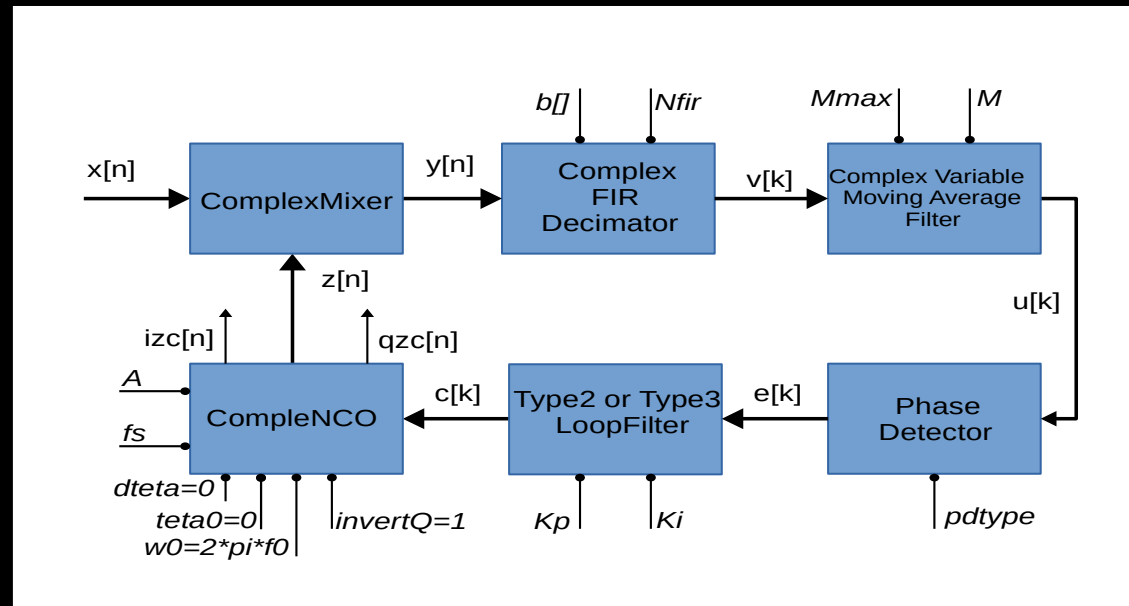 b[]
Nfir
Mmax
M
x[n]
ComplexMixer
y[n]
Complex
FIR
Decimator
v[k]
Complex Variable
Moving Average
Filter
z[n]
u[k]
izc[n]
qzc[n]
A
fs
CompleNCO
c[k]
Type2 or Type3
LoopFilter
e[k]
Phase
Detector
dteta=0
teta0=0
w0=2*pi*f0
invertQ=1
Kp
Ki
pdtype